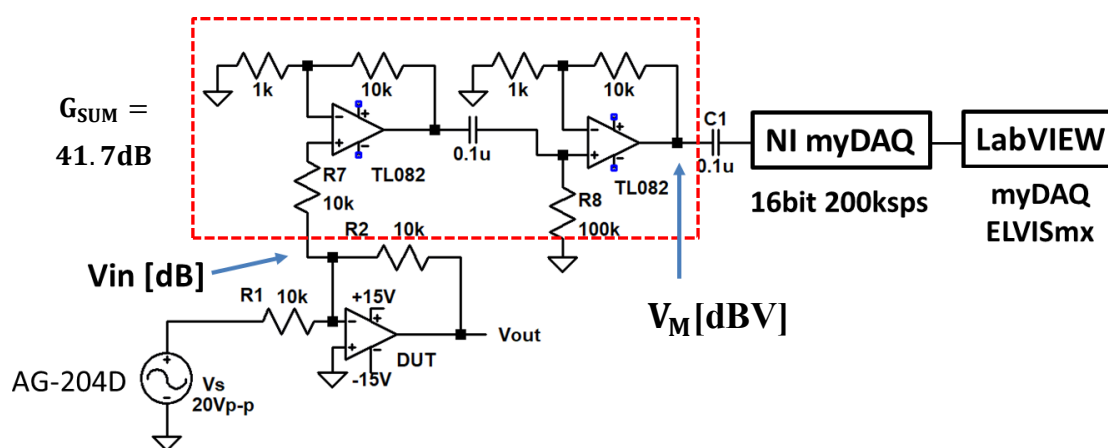 G_SUM =
41.7dB
1k
10k
1k
10k
+
−
−
+
TL082
0.1u
+
−
−
+
TL082
C1
0.1u
NI myDAQ
LabVIEW
16bit 200ksps
myDAQ
ELVISmx
R7
10k
R8
100k
R2
10k
Vin [dB]
R1
10k
+15V
+
−
−
+
-15V
DUT
Vout
V_M[dBV]
AG-204D
+
−
Vs
20Vp-p